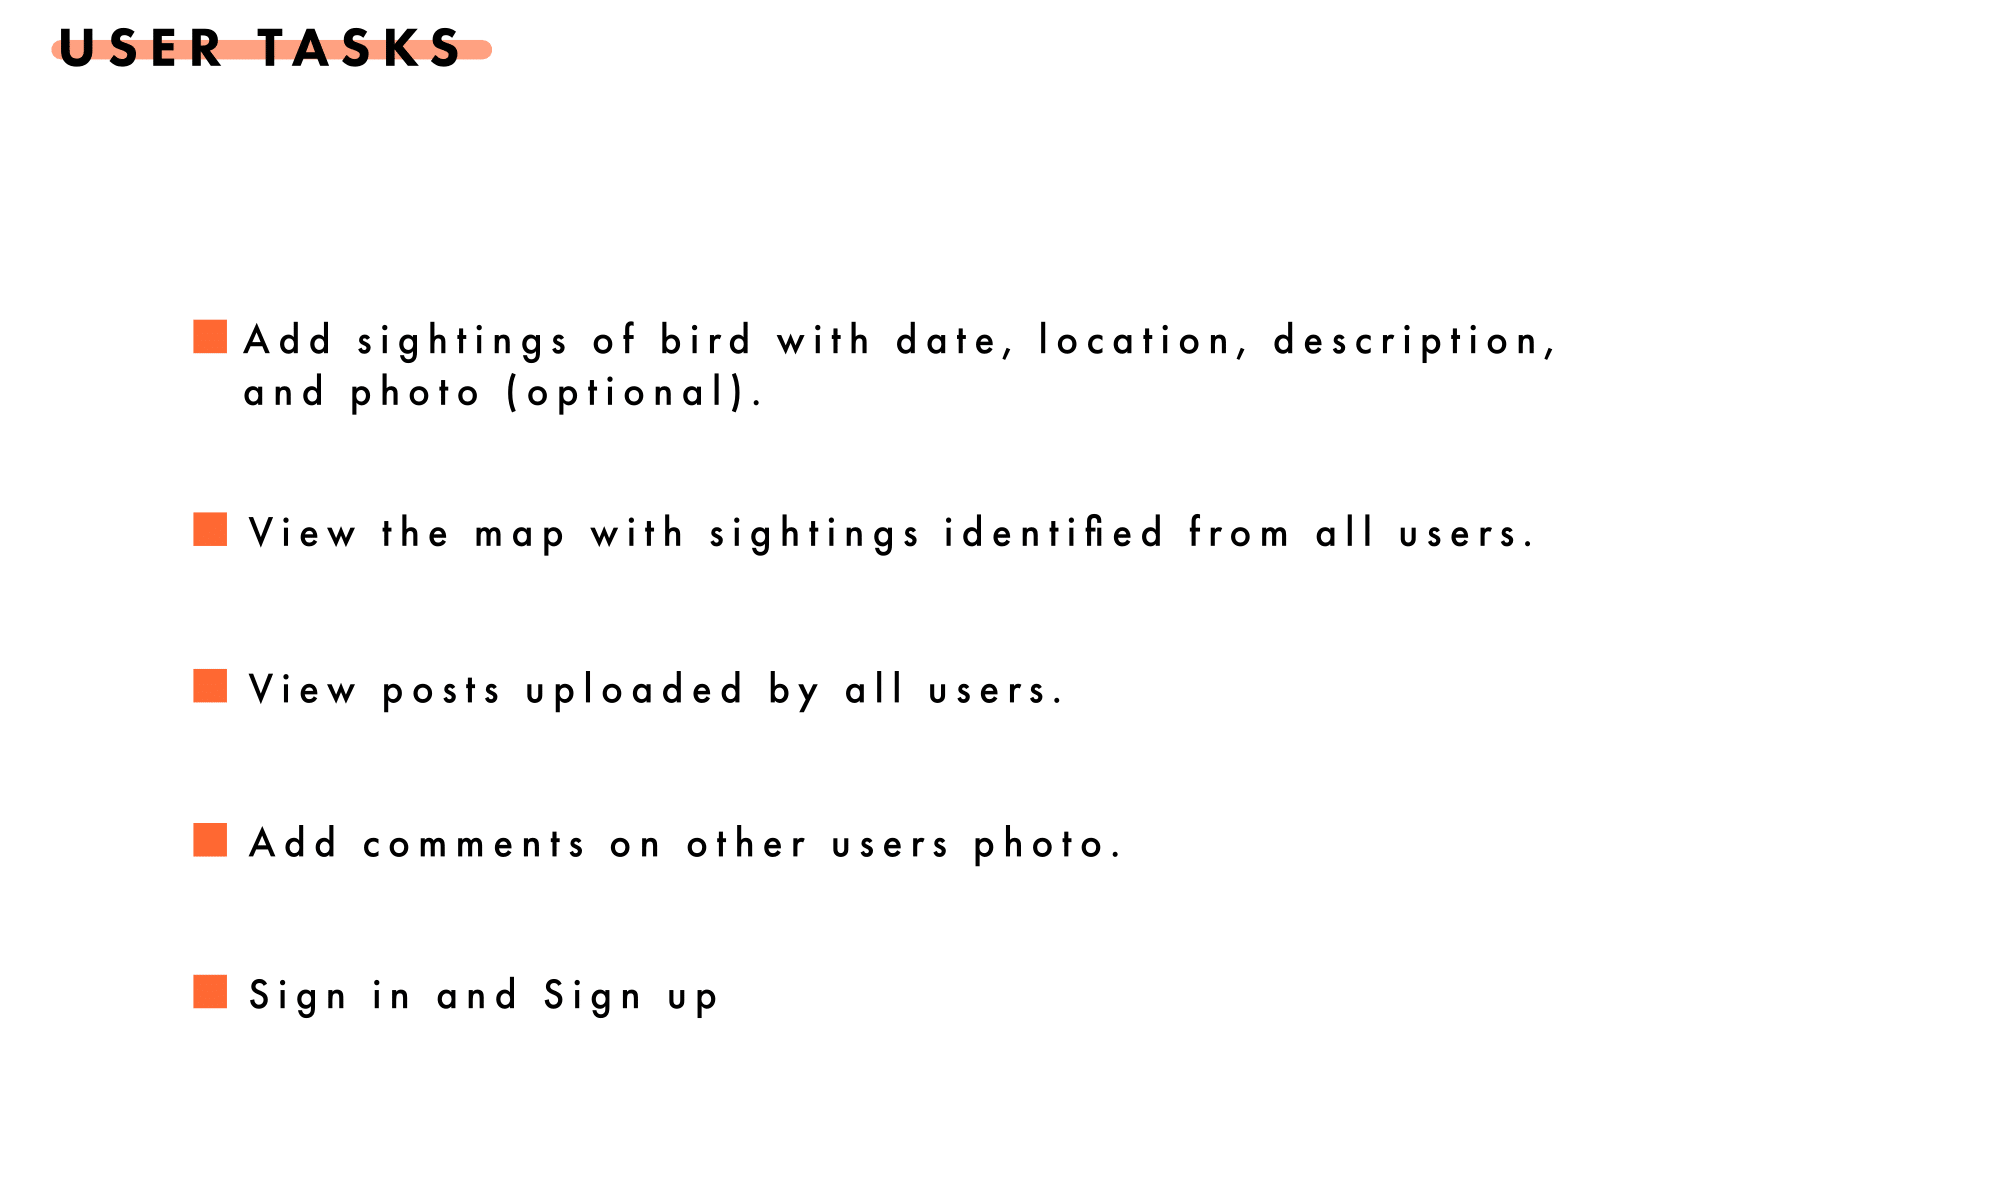 USER TASKS
Add sightings of bird with date, location, description,
and photo (optional).
View the map with sightings identified from all users.
View posts uploaded by all users.
Add comments on other users photo.
Sign in and Sign up